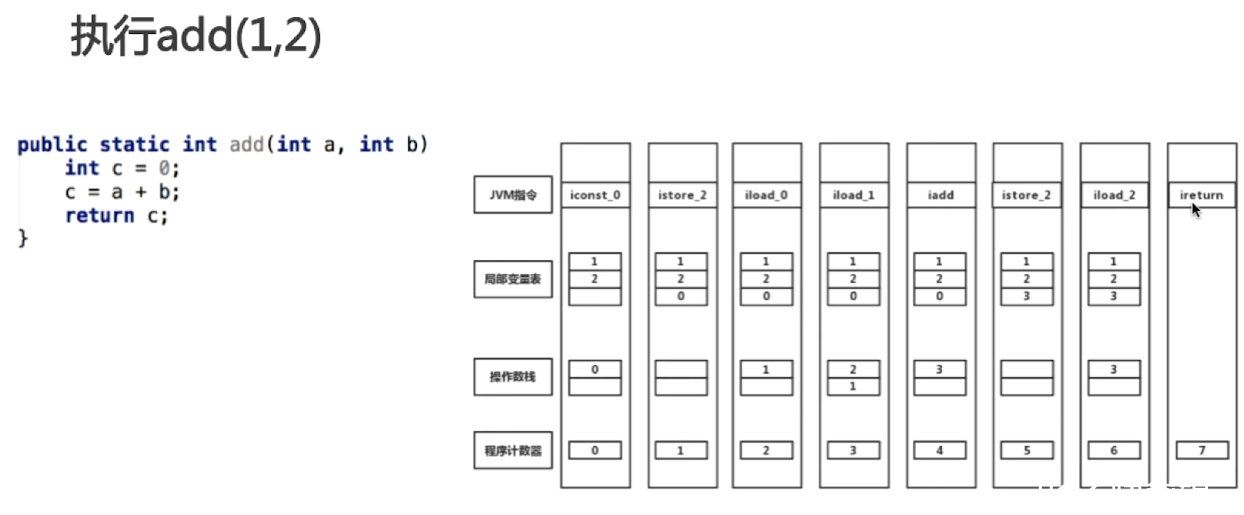 执行add(1,2)
public static int add(int a, int b)
int c = 0;
c = a + b;
return c;
}
JVM指令 iconst_0 istore_2 iload_0 iload_1 iadd istore_2 iload_2 ireturn
1 1 1 1 1 1 1
局部变量表 2 2 2 2 2 2 2
0 0 0 0 3 3
操作数栈 0 1 2 3 3
1
程序计数器 0 1 2 3 4 5 6 7